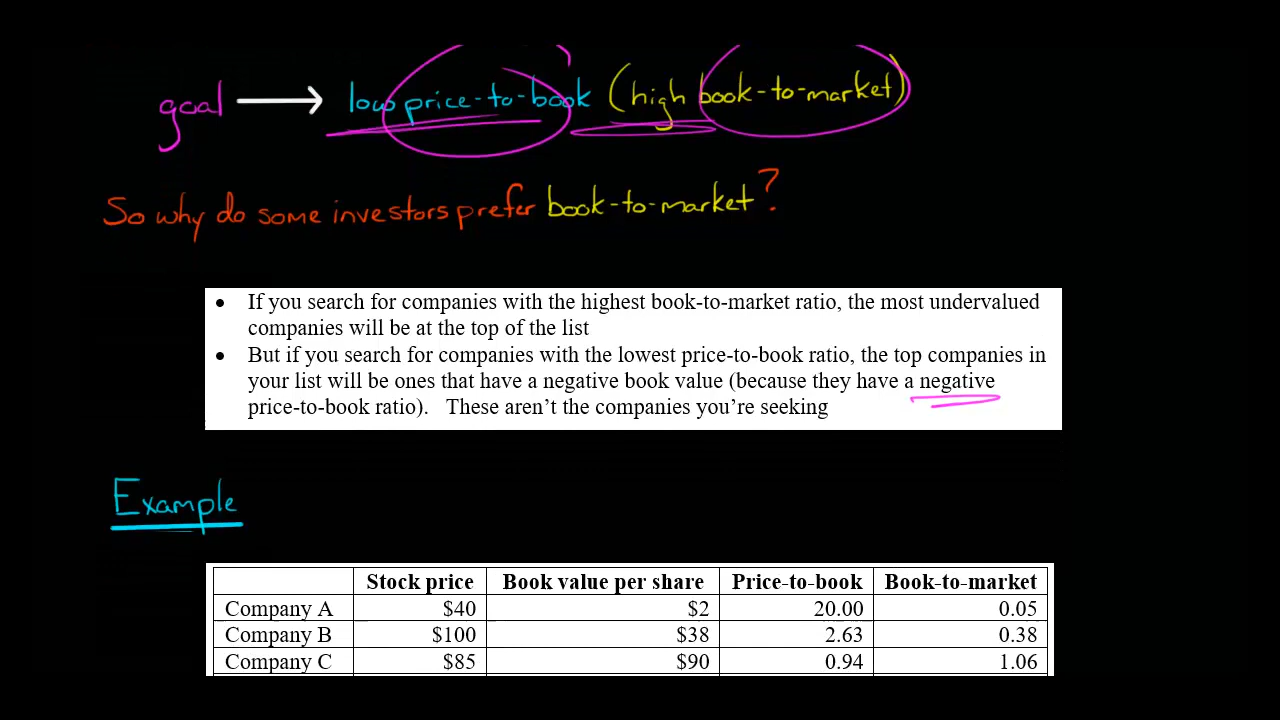 goal → low price-to-book (high book-to-market)
So why do some investors prefer book-to-market?
• If you search for companies with the highest book-to-market ratio, the most undervalued
companies will be at the top of the list
• But if you search for companies with the lowest price-to-book ratio, the top companies in
your list will be ones that have a negative book value (because they have a negative
price-to-book ratio). These aren't the companies you're seeking
Example
Stock price Book value per share Price-to-book Book-to-market
Company A $40 $2 20.00 0.05
Company B $100 $38 2.63 0.38
Company C $85 $90 0.94 1.06